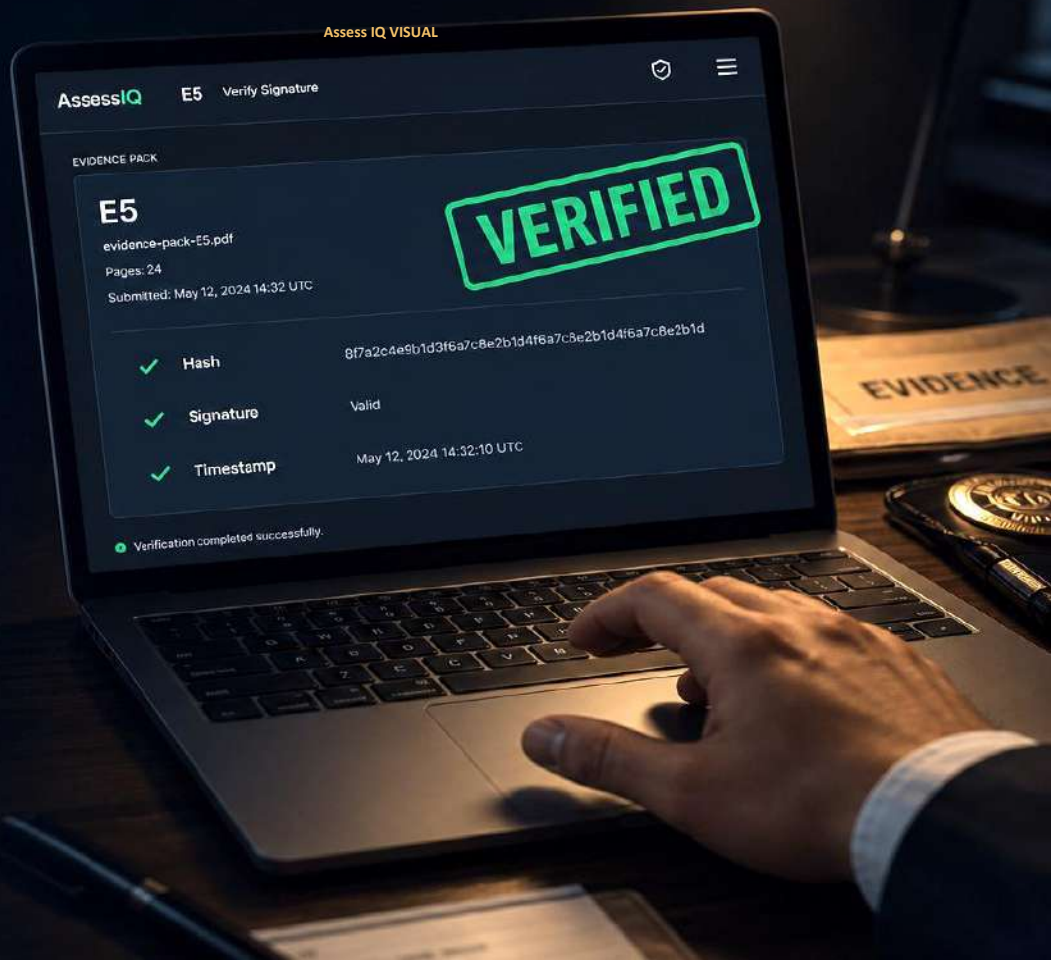 Assess IQ VISUAL
AssessIQ E5 Verify Signature
EVIDENCE PACK
E5
evidence-pack-E5.pdf
Pages: 24
Submitted: May 12, 2024 14:32 UTC
VERIFIED
Hash 8f7a2c4e9b1d3f6a7c8e2b1d4f6a7c8e2b1d4f6a7c8e2b1d
Signature Valid
Timestamp May 12, 2024 14:32:10 UTC
Verification completed successfully.
EVIDENCE